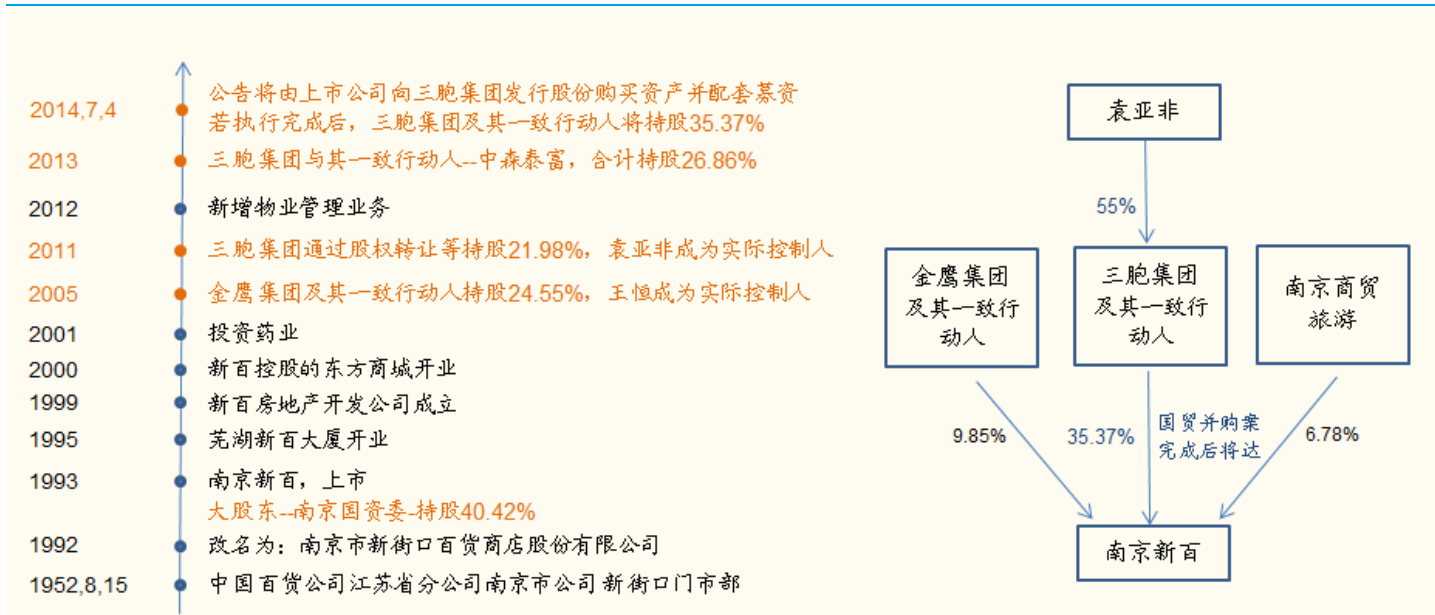 2014,7,4
公告将由上市公司向三胞集团发行股份购买资产并配套募资
若执行完成后，三胞集团及其一致行动人将持股35.37%
2013
三胞集团与其一致行动人--中森泰富，合计持股26.86%
2012
新增物业管理业务
2011
三胞集团通过股权转让等持股21.98%，袁亚非成为实际控制人
2005
金鹰集团及其一致行动人持股24.55%，王恒成为实际控制人
2001
投资药业
2000
新百控股的东方商城开业
1999
新百房地产开发公司成立
1995
芜湖新百大厦开业
1993
南京新百，上市
大股东--南京国资委-持股40.42%
1992
改名为：南京市新街口百货商店股份有限公司
1952,8,15
中国百货公司江苏省分公司南京市公司新街口门市部
袁亚非
55%
金鹰集团
及其一致行
动人
三胞集团
及其一致行
动人
南京商贸
旅游
9.85%
35.37%
国贸并购案
完成后将达
6.78%
南京新百